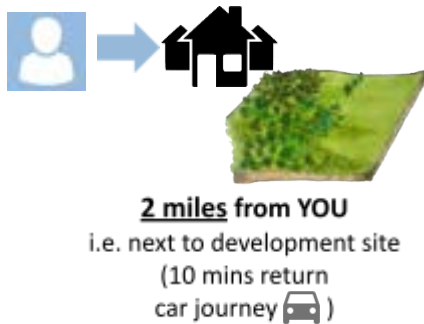 2 miles from YOU
i.e. next to development site
(10 mins return
car journey )